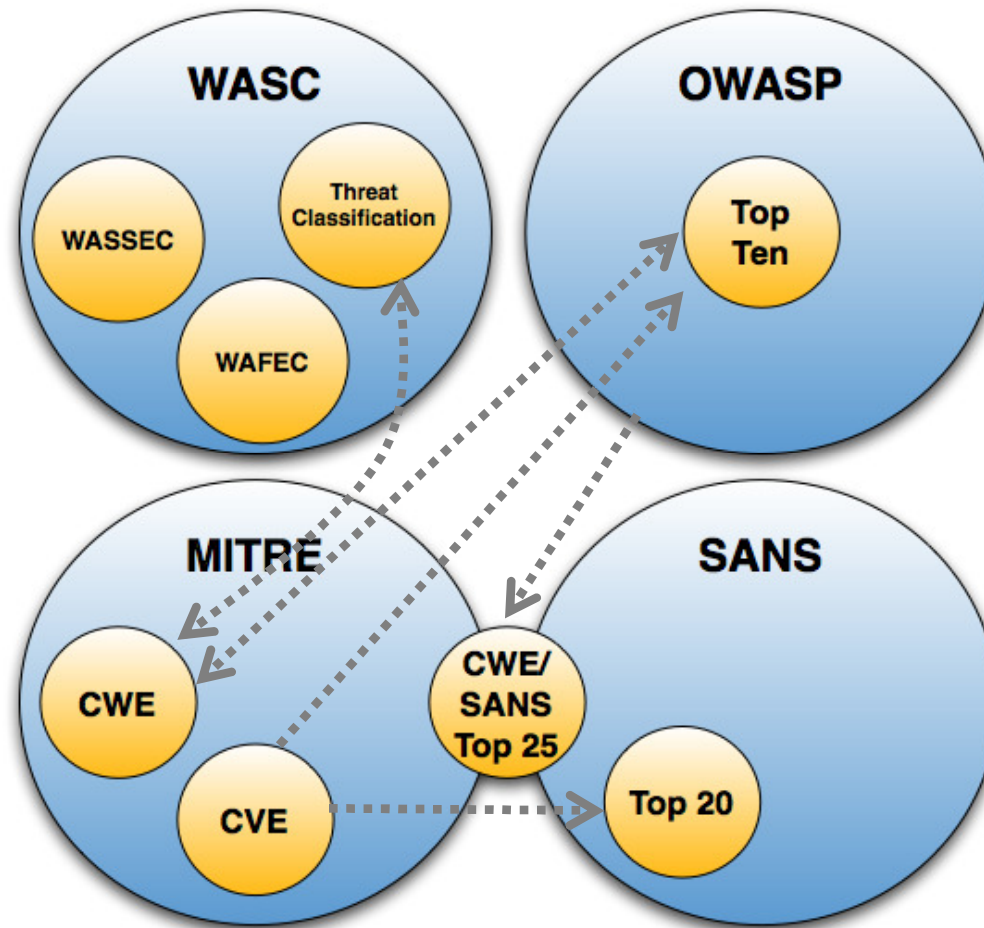 WASC
OWASP
Threat
Classification
WASSEC
WAFEC
Top
Ten
MITRE
SANS
CWE
CWE/
SANS
Top 25
CVE
Top 20